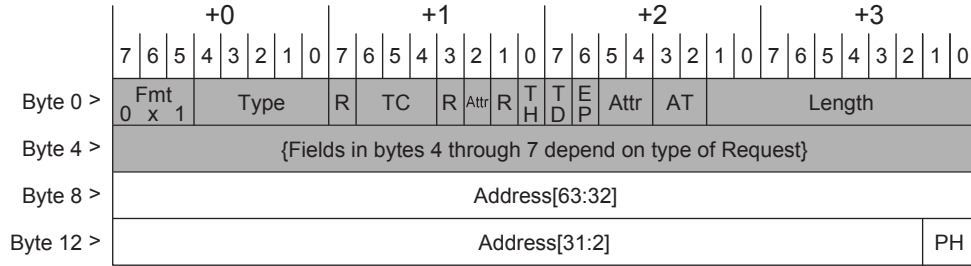 +0 +1 +2 +3
7 6 5 4 3 2 1 0 7 6 5 4 3 2 1 0 7 6 5 4 3 2 1 0 7 6 5 4 3 2 1 0
Byte 0 > Fmt 0 x 1 Type R TC R Attr R TH TD EP Attr AT Length
Byte 4 > {Fields in bytes 4 through 7 depend on type of Request}
Byte 8 > Address[63:32]
Byte 12 > Address[31:2] PH